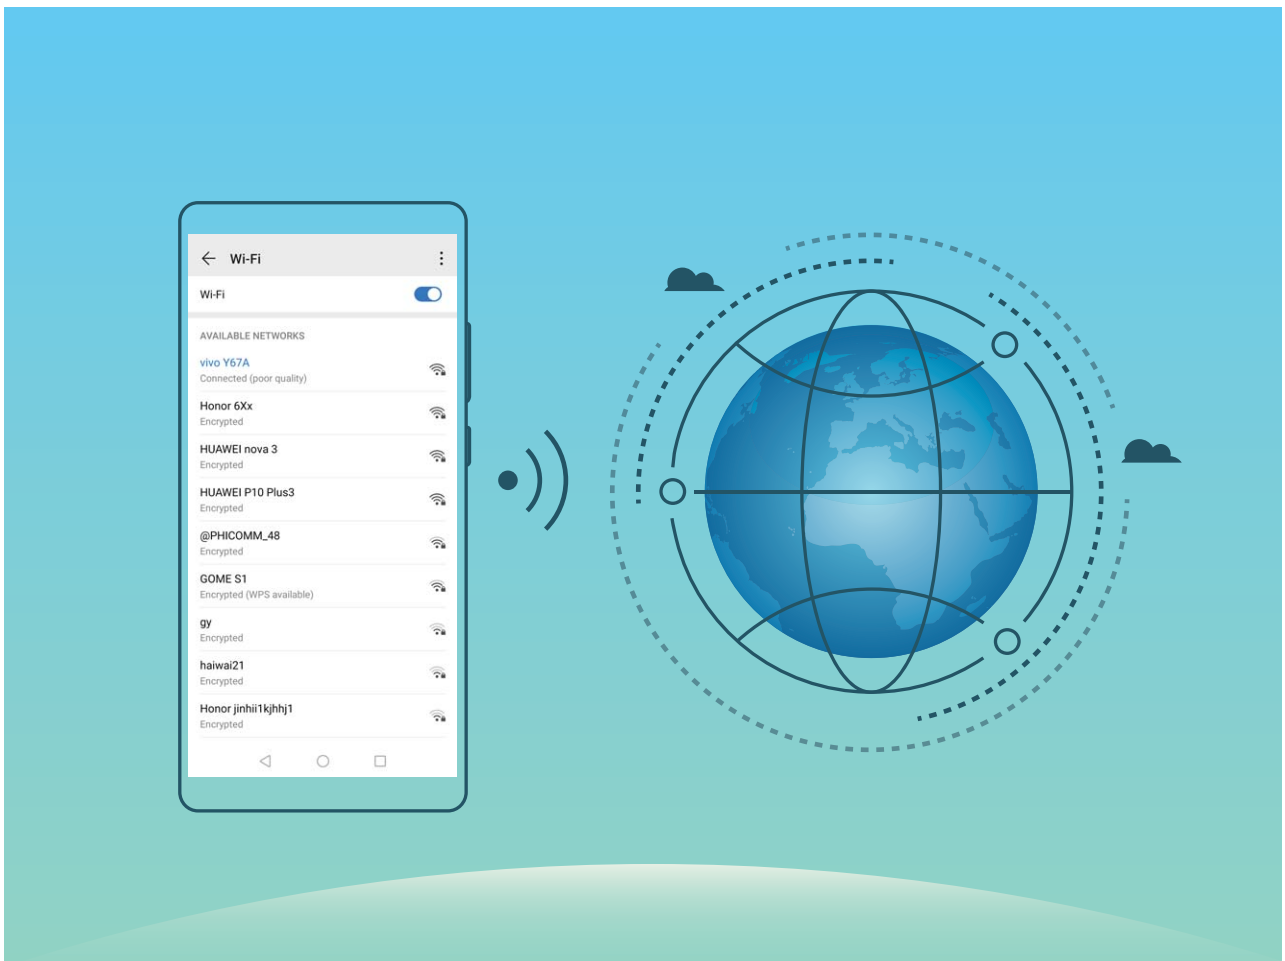 Wi-Fi
Wi-Fi
AVAILABLE NETWORKS
vivo Y67A
Connected (poor quality)
Honor 6Xx
Encrypted
HUAWEI nova 3
Encrypted
HUAWEI P10 Plus3
Encrypted
@PHICOMM_48
Encrypted
GOME S1
Encrypted (WPS available)
gy
Encrypted
haiwai21
Encrypted
Honor jinhii1kjhhj1
Encrypted